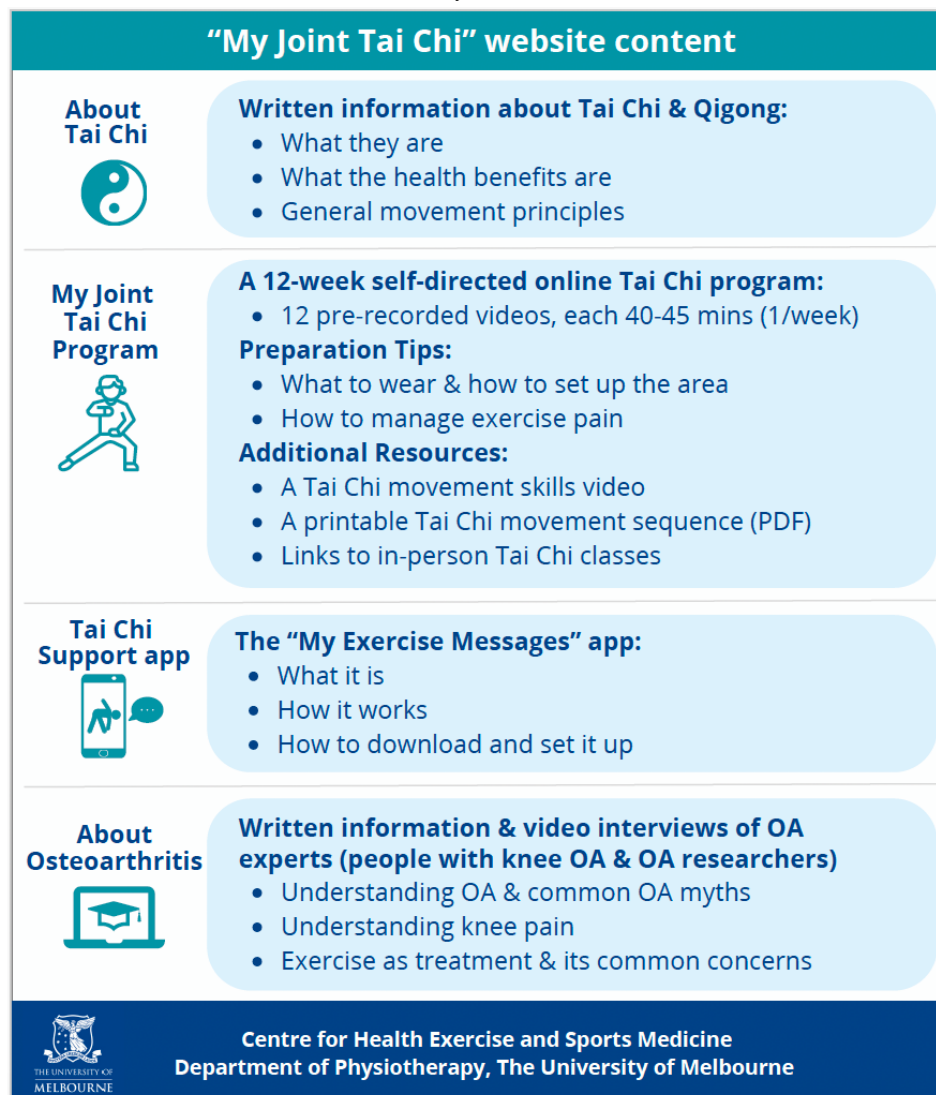 “My Joint Tai Chi” website content
About
Tai Chi
Written information about Tai Chi & Qigong:
• What they are
• What the health benefits are
• General movement principles
My Joint
Tai Chi
Program
A 12-week self-directed online Tai Chi program:
• 12 pre-recorded videos, each 40-45 mins (1/week)
Preparation Tips:
• What to wear & how to set up the area
• How to manage exercise pain
Additional Resources:
• A Tai Chi movement skills video
• A printable Tai Chi movement sequence (PDF)
• Links to in-person Tai Chi classes
Tai Chi
Support app
The “My Exercise Messages” app:
• What it is
• How it works
• How to download and set it up
About
Osteoarthritis
Written information & video interviews of OA
experts (people with knee OA & OA researchers)
• Understanding OA & common OA myths
• Understanding knee pain
• Exercise as treatment & its common concerns
THE UNIVERSITY OF
MELBOURNE
Centre for Health Exercise and Sports Medicine
Department of Physiotherapy, The University of Melbourne